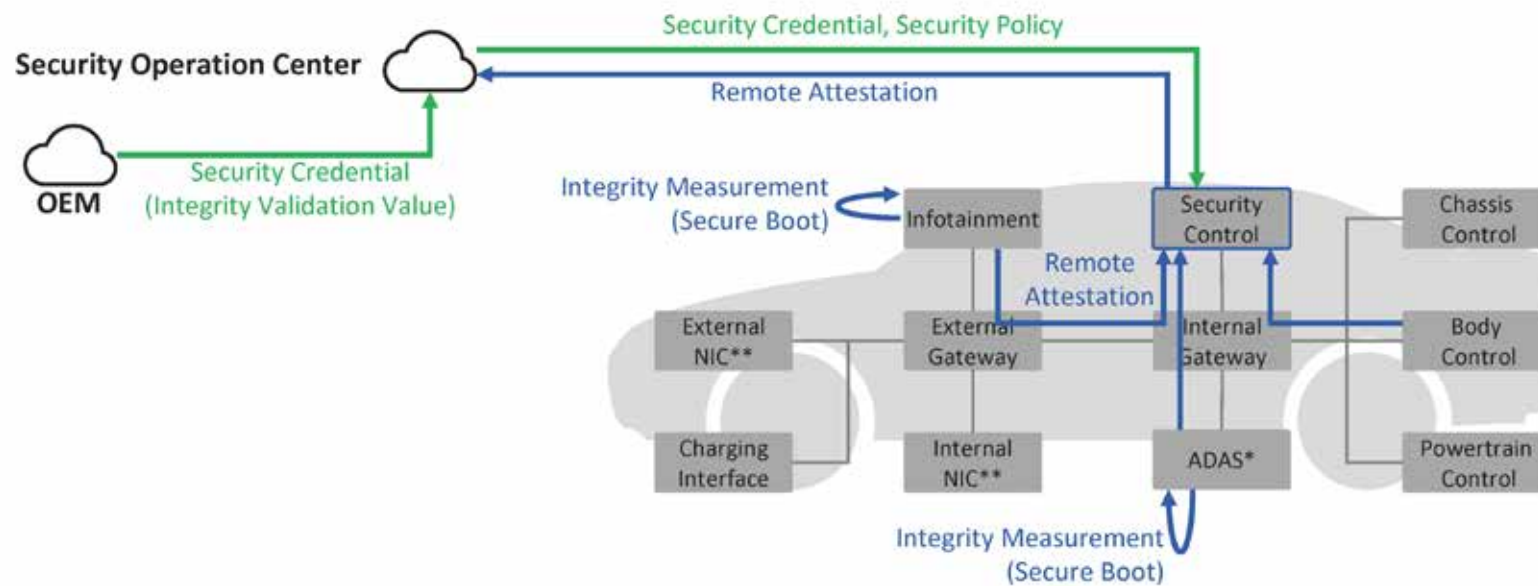 Security Credential, Security Policy
Security Operation Center
Remote Attestation
OEM
Security Credential
(Integrity Validation Value)
Integrity Measurement
(Secure Boot)
Infotainment
Security
Control
Chassis
Control
Remote
Attestation
External
NIC**
External
Gateway
Internal
Gateway
Body
Control
Charging
Interface
Internal
NIC**
ADAS*
Powertrain
Control
Integrity Measurement
(Secure Boot)